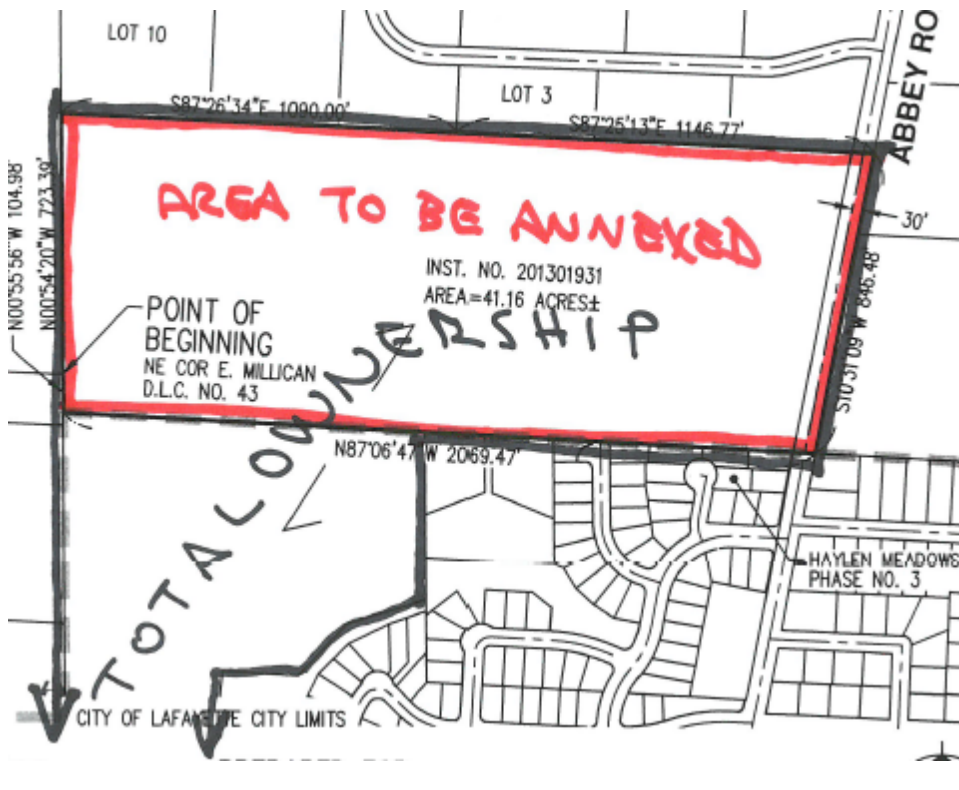 LOT 10
ABBEY RO
LOT 3
S87°26'34"E 1090.00'
S87°25'13"E 1146.77'
N00°55'56"W 104.98'
N00°54'20"W 723.39'
AREA TO BE ANNEXED
30'
INST. NO. 201301931
AREA=41.16 ACRES±
S10°31'09"W 846.48'
POINT OF
BEGINNING
NE COR E. MILLICAN
D.L.C. NO. 43
TOTAL OWNERSHIP
N87°06'47"W 2069.47'
HAYLEN MEADOWS
PHASE NO. 3
CITY OF LAFAYETTE CITY LIMITS